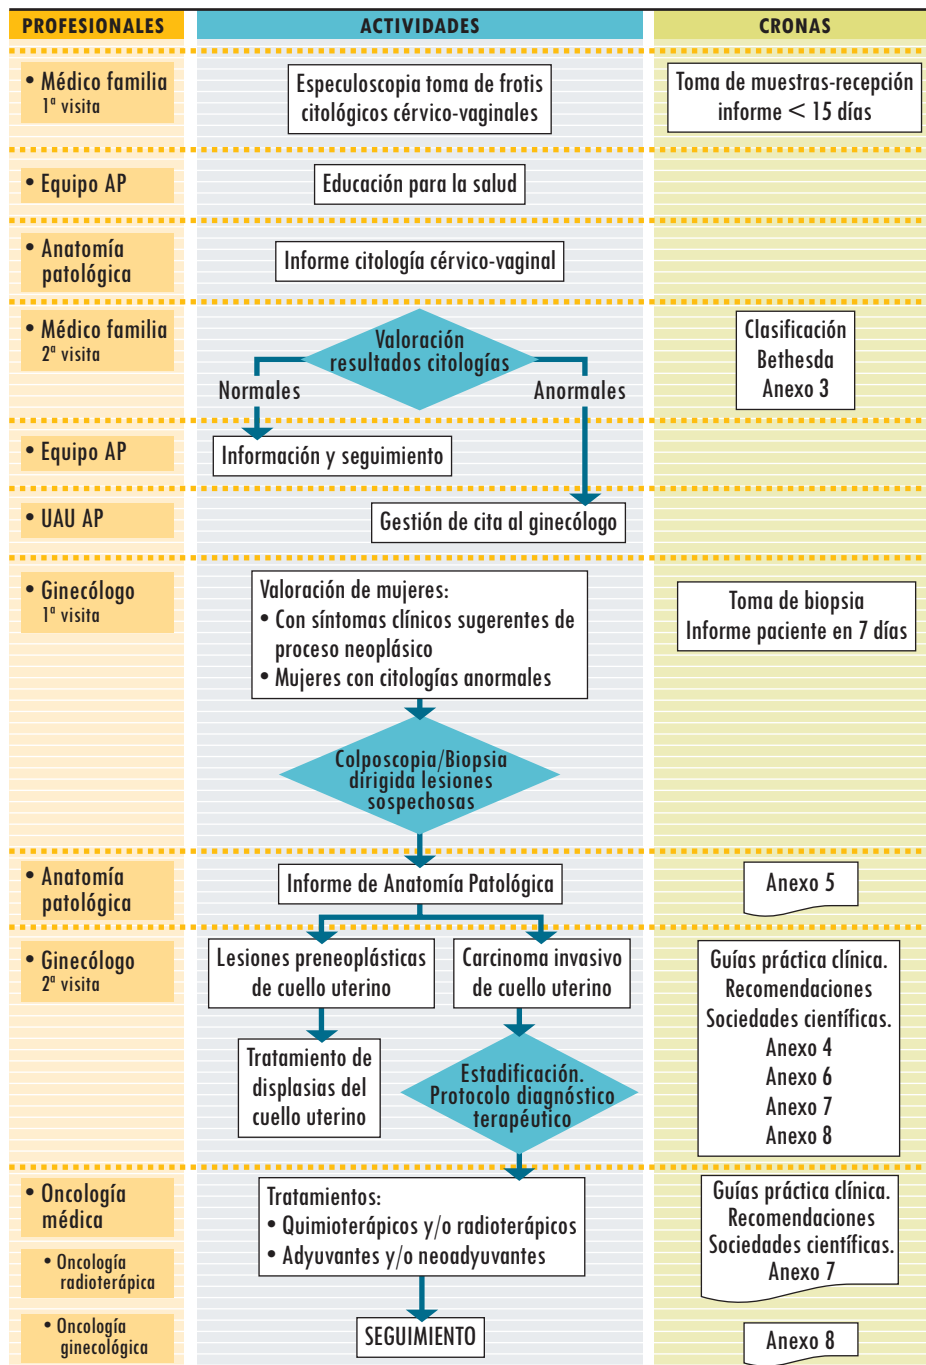 PROFESIONALES
ACTIVIDADES
CRONAS
• Médico familia
1ª visita
Especuloscopia toma de frotis
citológicos cérvico-vaginales
Toma de muestras-recepción
informe < 15 días
• Equipo AP
Educación para la salud
• Anatomía
patológica
Informe citología cérvico-vaginal
• Médico familia
2ª visita
Valoración
resultados citologías
Normales
Anormales
Clasificación
Bethesda
Anexo 3
• Equipo AP
Información y seguimiento
• UAU AP
Gestión de cita al ginecólogo
• Ginecólogo
1ª visita
Valoración de mujeres:
• Con síntomas clínicos sugerentes de
proceso neoplásico
• Mujeres con citologías anormales
Toma de biopsia
Informe paciente en 7 días
Colposcopia/Biopsia
dirigida lesiones
sospechosas
• Anatomía
patológica
Informe de Anatomía Patológica
Anexo 5
• Ginecólogo
2ª visita
Lesiones preneoplásticas
de cuello uterino
Carcinoma invasivo
de cuello uterino
Tratamiento de
displasias del
cuello uterino
Estadificación.
Protocolo diagnóstico
terapéutico
Guías práctica clínica.
Recomendaciones
Sociedades científicas.
Anexo 4
Anexo 6
Anexo 7
Anexo 8
• Oncología
médica
• Oncología
radioterápica
• Oncología
ginecológica
Tratamientos:
• Quimioterápicos y/o radioterápicos
• Adyuvantes y/o neoadyuvantes
SEGUIMIENTO
Guías práctica clínica.
Recomendaciones
Sociedades científicas.
Anexo 7
Anexo 8